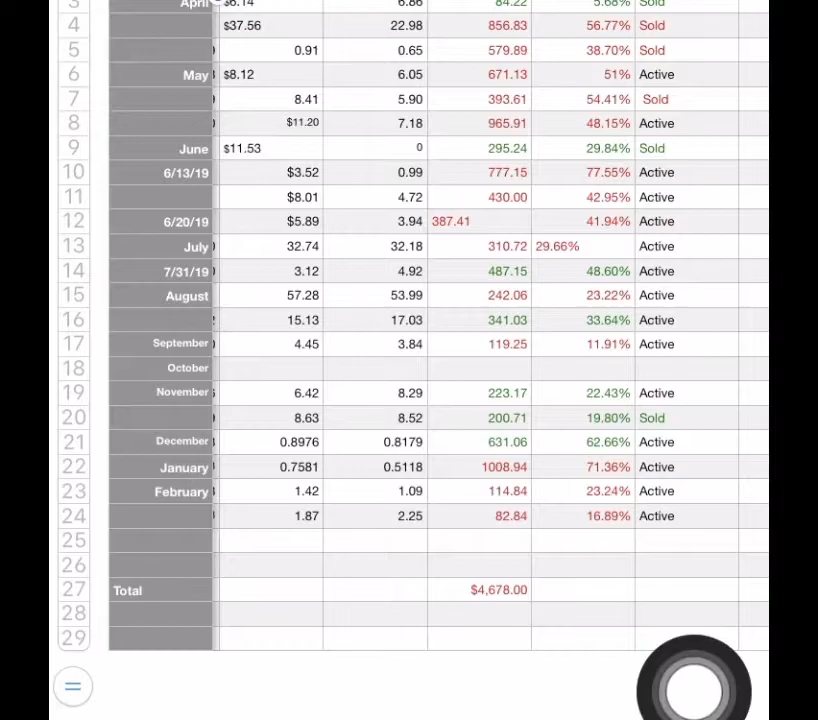 3 April $6.14 6.86 84.22 5.68% Sold
4 $37.56 22.98 856.83 56.77% Sold
5 0.91 0.65 579.89 38.70% Sold
6 May $8.12 6.05 671.13 51% Active
7 8.41 5.90 393.61 54.41% Sold
8 $11.20 7.18 965.91 48.15% Active
9 June $11.53 0 295.24 29.84% Sold
10 6/13/19 $3.52 0.99 777.15 77.55% Active
11 $8.01 4.72 430.00 42.95% Active
12 6/20/19 $5.89 3.94 387.41 41.94% Active
13 July 32.74 32.18 310.72 29.66% Active
14 7/31/19 3.12 4.92 487.15 48.60% Active
15 August 57.28 53.99 242.06 23.22% Active
16 15.13 17.03 341.03 33.64% Active
17 September 4.45 3.84 119.25 11.91% Active
18 October
19 November 6.42 8.29 223.17 22.43% Active
20 8.63 8.52 200.71 19.80% Sold
21 December 0.8976 0.8179 631.06 62.66% Active
22 January 0.7581 0.5118 1008.94 71.36% Active
23 February 1.42 1.09 114.84 23.24% Active
24 1.87 2.25 82.84 16.89% Active
25
26
27 Total $4,678.00
28
29
=